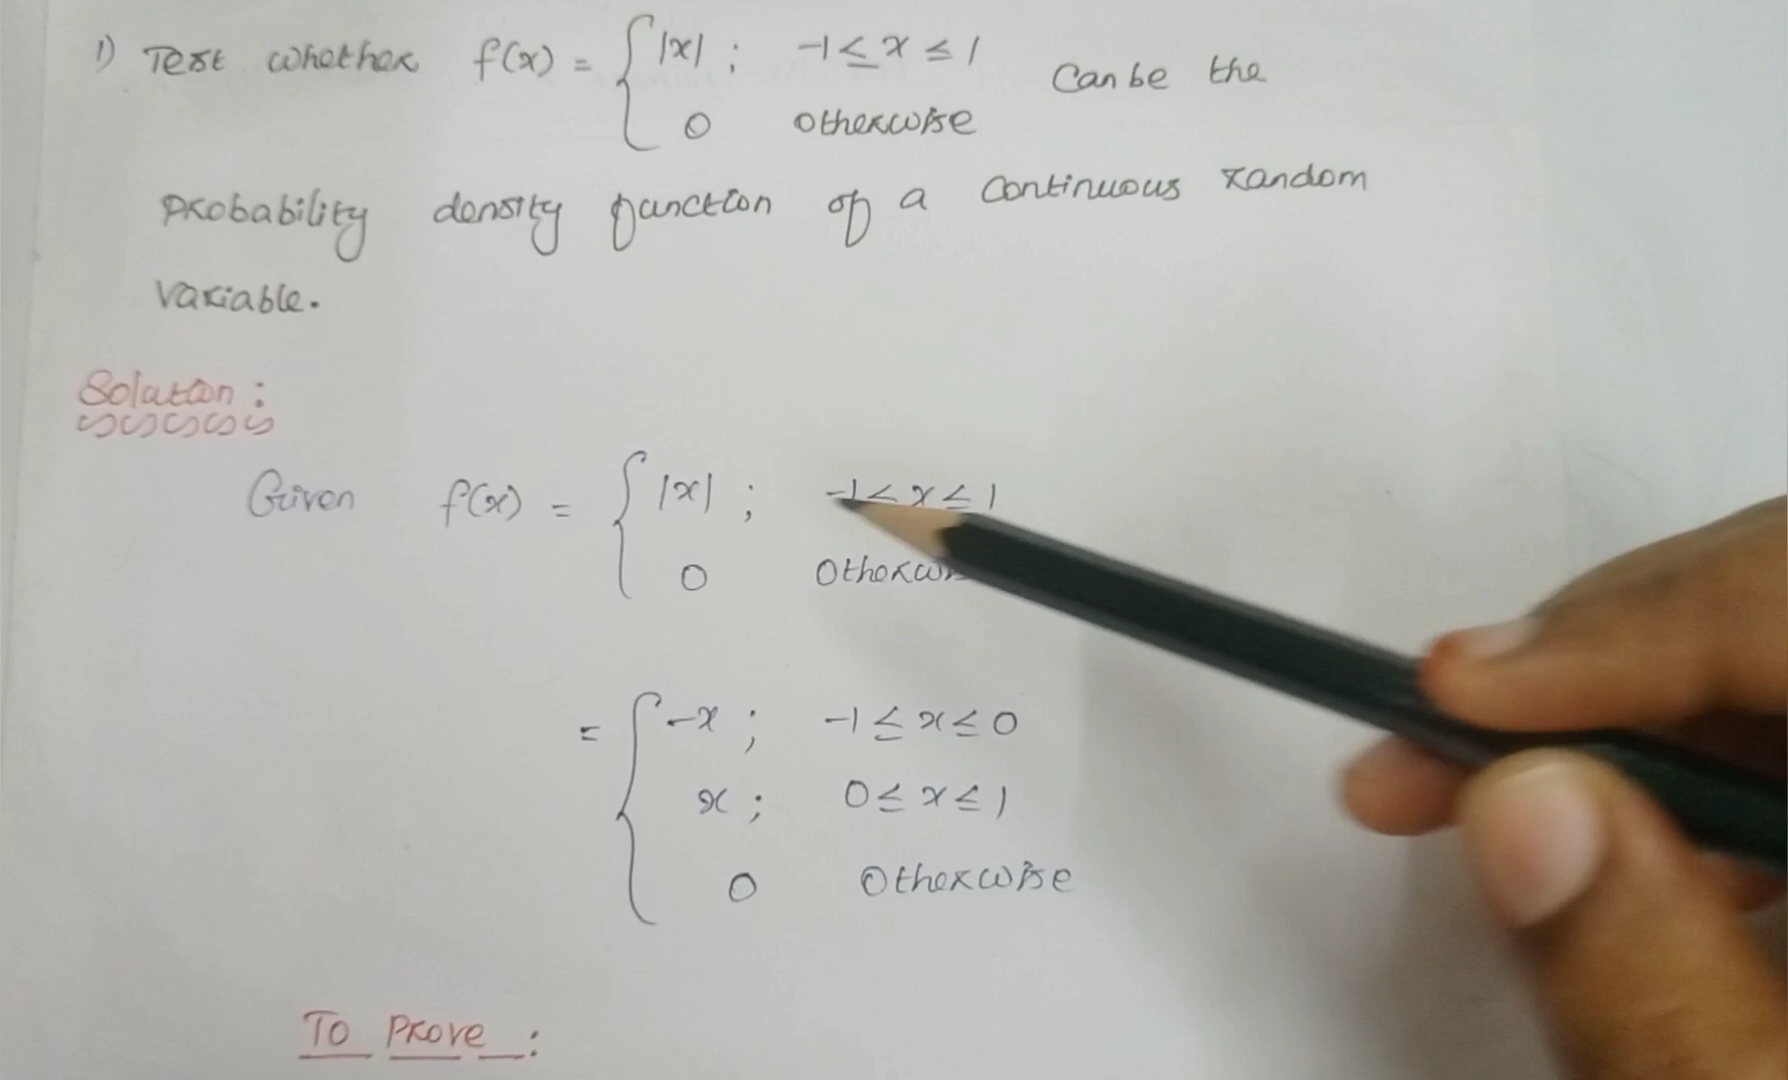 1) Test whether f(x) = { |x| ; -1 ≤ x ≤ 1 can be the
0 otherwise
probability density function of a continuous random
variable.
Solution :
Given f(x) = { |x| ; -1 ≤ x ≤ 1
0
= { -x ; -1 ≤ x ≤ 0
x ; 0 ≤ x ≤ 1
0 otherwise
To Prove :